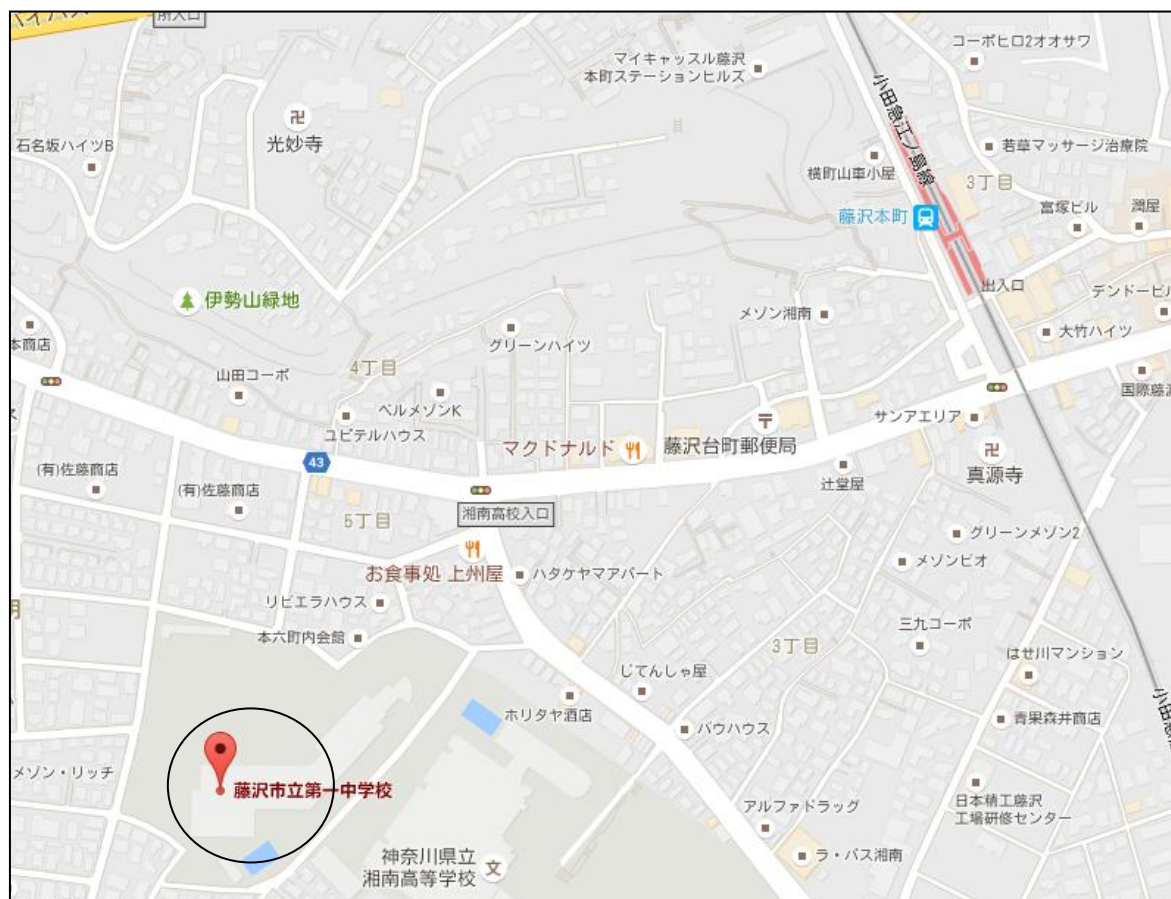 所入口
コーポヒロ2オオサワ
マイキャッスル藤沢
本町ステーションヒルズ
小田急江ノ島線
光妙寺
石名坂ハイツB
若草マッサージ治療院
横町山車小屋
3丁目
藤沢本町
富塚ビル
潤屋
出入口
伊勢山緑地
デンドービル
メゾン湘南
大竹ハイツ
本商店
グリーンハイツ
4丁目
山田コーポ
ベルメゾンK
国際藤沢
サンアエリア
ユピテルハウス
マクドナルド
藤沢台町郵便局
43
(有)佐藤商店
(有)佐藤商店
辻堂屋
真源寺
湘南高校入口
5丁目
グリーンメゾン2
メゾンピオ
お食事処 上州屋
ハタケヤマアパート
リビエラハウス
三九コーポ
本六町内会館
3丁目
はせ川マンション
じてんしゃ屋
ホリタヤ酒店
青果森井商店
バウハウス
メゾン・リッチ
藤沢市立第一中学校
アルファドラッグ
日本精工藤沢
工場研修センター
神奈川県立
湘南高等学校
文
ラ・パス湘南
小田急